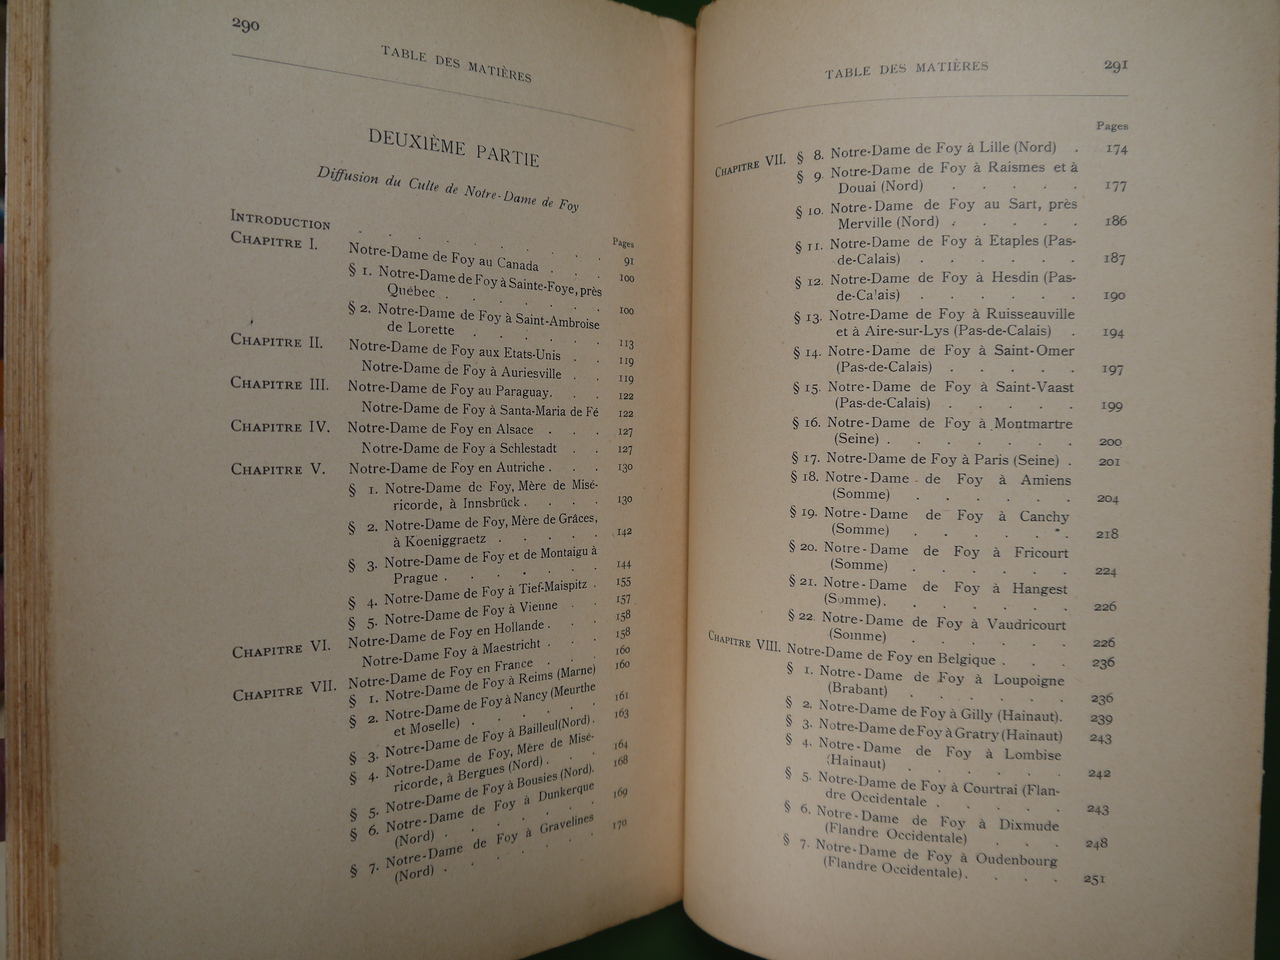 290
TABLE DES MATIÈRES
DEUXIÈME PARTIE
Diffusion du Culte de Notre-Dame de Foy
Pages
INTRODUCTION . . . . . . . 91
CHAPITRE I. Notre-Dame de Foy au Canada . . . 100
§ 1. Notre-Dame de Foy à Sainte-Foye, près
Québec . . . . . . 100
§ 2. Notre-Dame de Foy à Saint-Ambroise
de Lorette . . . . . 113
CHAPITRE II. Notre-Dame de Foy aux Etats-Unis . . 119
Notre-Dame de Foy à Auriesville . . 119
CHAPITRE III. Notre-Dame de Foy au Paraguay. . . 122
Notre-Dame de Foy à Santa-Maria de Fé 122
CHAPITRE IV. Notre-Dame de Foy en Alsace . . . 127
Notre-Dame de Foy à Schlestadt . . 127
CHAPITRE V. Notre-Dame de Foy en Autriche . . . 130
§ 1. Notre-Dame de Foy, Mère de Misé-
ricorde, à Innsbrück . . . . 130
§ 2. Notre-Dame de Foy, Mère de Grâces,
à Koeniggraetz . . . . . 142
§ 3. Notre-Dame de Foy et de Montaigu à
Prague . . . . . . . 144
§ 4. Notre-Dame de Foy à Tief-Maispitz . 155
§ 5. Notre-Dame de Foy à Vienne . . 157
CHAPITRE VI. Notre-Dame de Foy en Hollande . . . 158
Notre-Dame Foy à Maestricht . . . 158
CHAPITRE VII. Notre-Dame de Foy en France . . . 160
§ 1. Notre-Dame de Foy à Reims (Marne) 160
§ 2. Notre-Dame de Foy à Nancy (Meurthe
et Moselle) . . . . . . 161
§ 3. Notre-Dame de Foy à Bailleul (Nord) . 163
§ 4. Notre-Dame de Foy, Mère de Misé-
ricorde, à Bergues (Nord) . . . 164
§ 5. Notre-Dame de Foy à Bousies (Nord). 168
§ 6. Notre-Dame de Foy à Dunkerque
(Nord) . . . . . . . 169
§ 7. Notre-Dame de Foy à Gravelines
(Nord) . . . . . . . 170
TABLE DES MATIÈRES 291
Pages
CHAPITRE VII. § 8. Notre-Dame de Foy à Lille (Nord) . 174
§ 9. Notre-Dame de Foy à Raismes et à
Douai (Nord) . . . . . 177
§ 10. Notre-Dame de Foy au Sart, près
Merville (Nord) . . . . . 186
§ 11. Notre-Dame de Foy à Etaples (Pas-
de-Calais) . . . . . 187
§ 12. Notre-Dame de Foy à Hesdin (Pas-
de-Calais) . . . . . 190
§ 13. Notre-Dame de Foy à Ruisseauville
et à Aire-sur-Lys (Pas-de-Calais) . 194
§ 14. Notre-Dame de Foy à Saint-Omer
(Pas-de-Calais) . . . . . 197
§ 15. Notre-Dame de Foy à Saint-Vaast
(Pas-de-Calais) . . . . . 199
§ 16. Notre-Dame de Foy à Montmartre
(Seine) . . . . . . . 200
§ 17. Notre-Dame de Foy à Paris (Seine) . 201
§ 18. Notre-Dame de Foy à Amiens
(Somme) . . . . . . 204
§ 19. Notre-Dame de Foy à Canchy
(Somme) . . . . . . 218
§ 20. Notre-Dame de Foy à Fricourt
(Somme) . . . . . . 224
§ 21. Notre-Dame de Foy à Hangest
(Somme). . . . . . 226
§ 22. Notre-Dame de Foy à Vaudricourt
(Somme) . . . . . . 226
CHAPITRE VIII. Notre-Dame de Foy en Belgique . . . 236
§ 1. Notre-Dame de Foy à Loupoigne
(Brabant) . . . . . . 236
§ 2. Notre-Dame de Foy à Gilly (Hainaut). 239
§ 3. Notre-Dame de Foy à Gratry (Hainaut) 243
§ 4. Notre-Dame de Foy à Lombise
(Hainaut) . . . . . . 242
§ 5. Notre-Dame de Foy à Courtrai (Flan-
dre Occidentale . . . . . 243
§ 6. Notre-Dame de Foy à Dixmude
(Flandre Occidentale) . . . 248
§ 7. Notre-Dame de Foy à Oudenbourg
(Flandre Occidentale). . . . 251